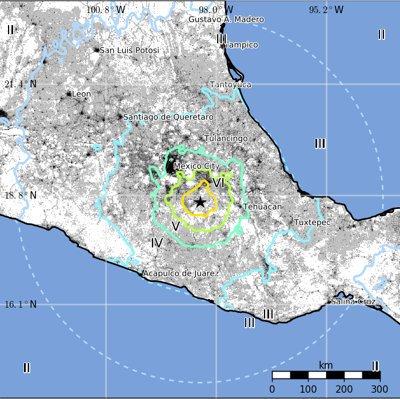 100.8°W 98.0°W 95.2°W
Gustavo A. Madero
II III II
Tampico
San Luis Potosi
21.4°N
Tantoyuca
Leon
Santiago de Queretaro
Tulancingo
III
Mexico City
VI
18.8°N
Tehuacan
V
Tuxtepec
IV
Acapulco de Juarez
16.1°N
Salina Cruz
III
III
II
km
II
0 100 200 300